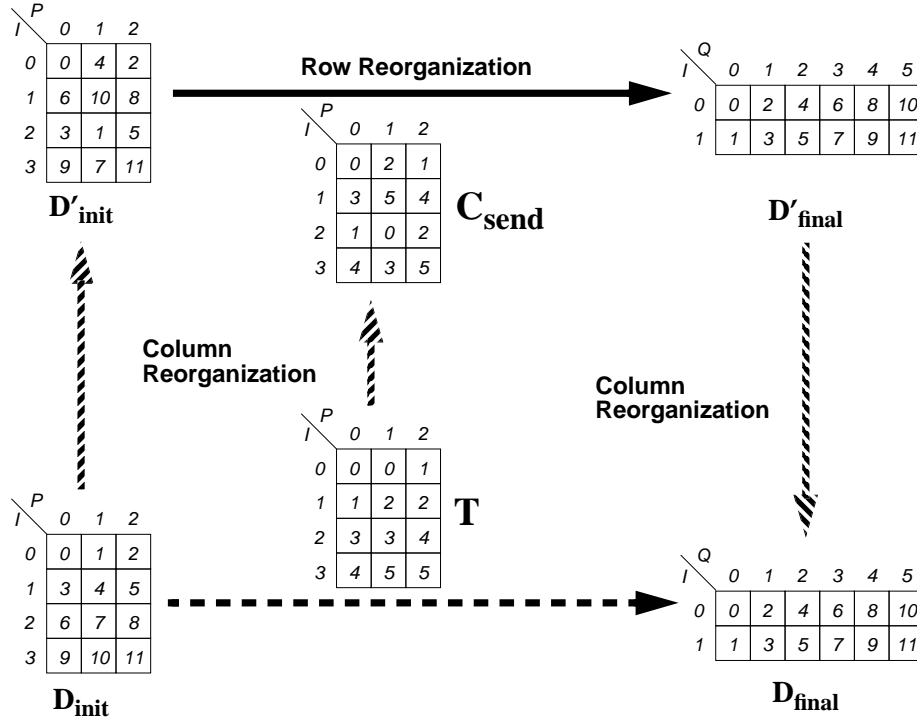 P
I 0 1 2
0 0 4 2
1 6 10 8
2 3 1 5
3 9 7 11
D′init
Row Reorganization
P
I 0 1 2
0 0 2 1
1 3 5 4
2 1 0 2
3 4 3 5
Csend
Q
I 0 1 2 3 4 5
0 0 2 4 6 8 10
1 1 3 5 7 9 11
D′final
Column
Reorganization
Column
Reorganization
P
I 0 1 2
0 0 0 1
1 1 2 2
2 3 3 4
3 4 5 5
T
P
I 0 1 2
0 0 1 2
1 3 4 5
2 6 7 8
3 9 10 11
Dinit
Q
I 0 1 2 3 4 5
0 0 2 4 6 8 10
1 1 3 5 7 9 11
Dfinal